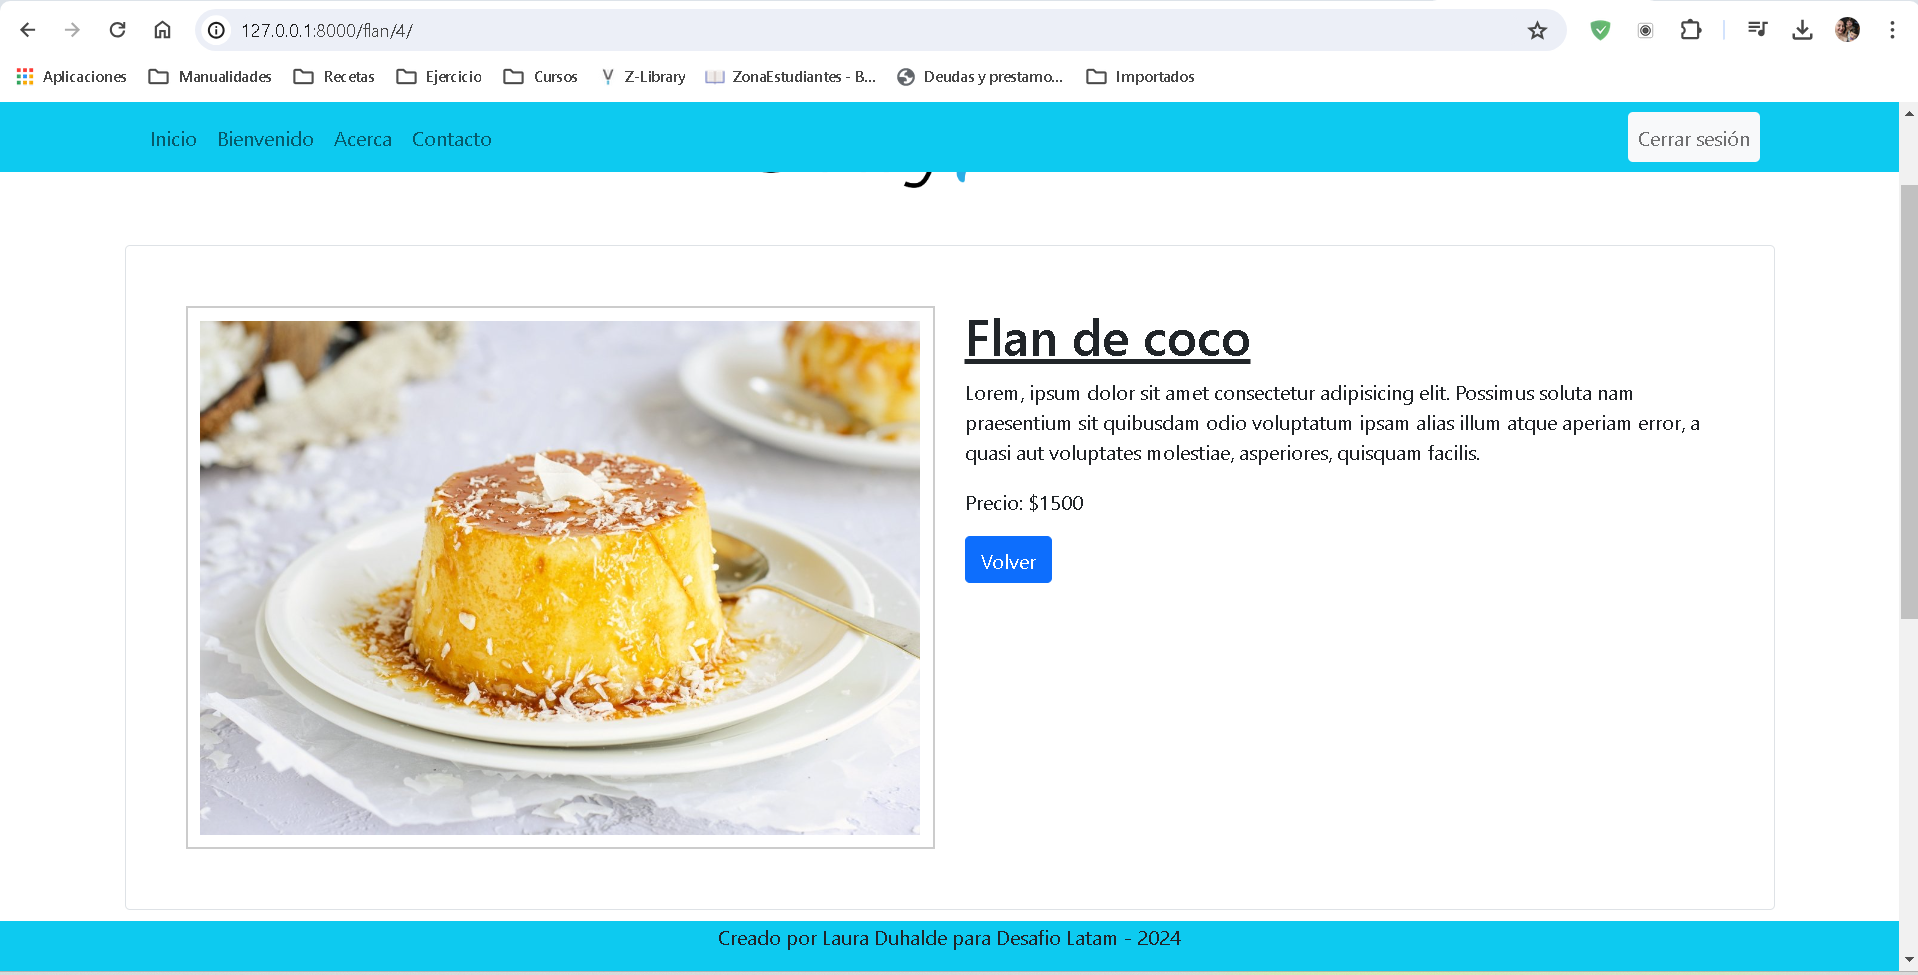 127.0.0.1:8000/flan/4/
Aplicaciones Manualidades Recetas Ejercicio Cursos Z-Library ZonaEstudiantes - B... Deudas y prestamo... Importados
Inicio Bienvenido Acerca Contacto Cerrar sesión
Flan de coco
Lorem, ipsum dolor sit amet consectetur adipisicing elit. Possimus soluta nam
praesentium sit quibusdam odio voluptatum ipsam alias illum atque aperiam error, a
quasi aut voluptates molestiae, asperiores, quisquam facilis.
Precio: $1500
Volver
Creado por Laura Duhalde para Desafio Latam - 2024